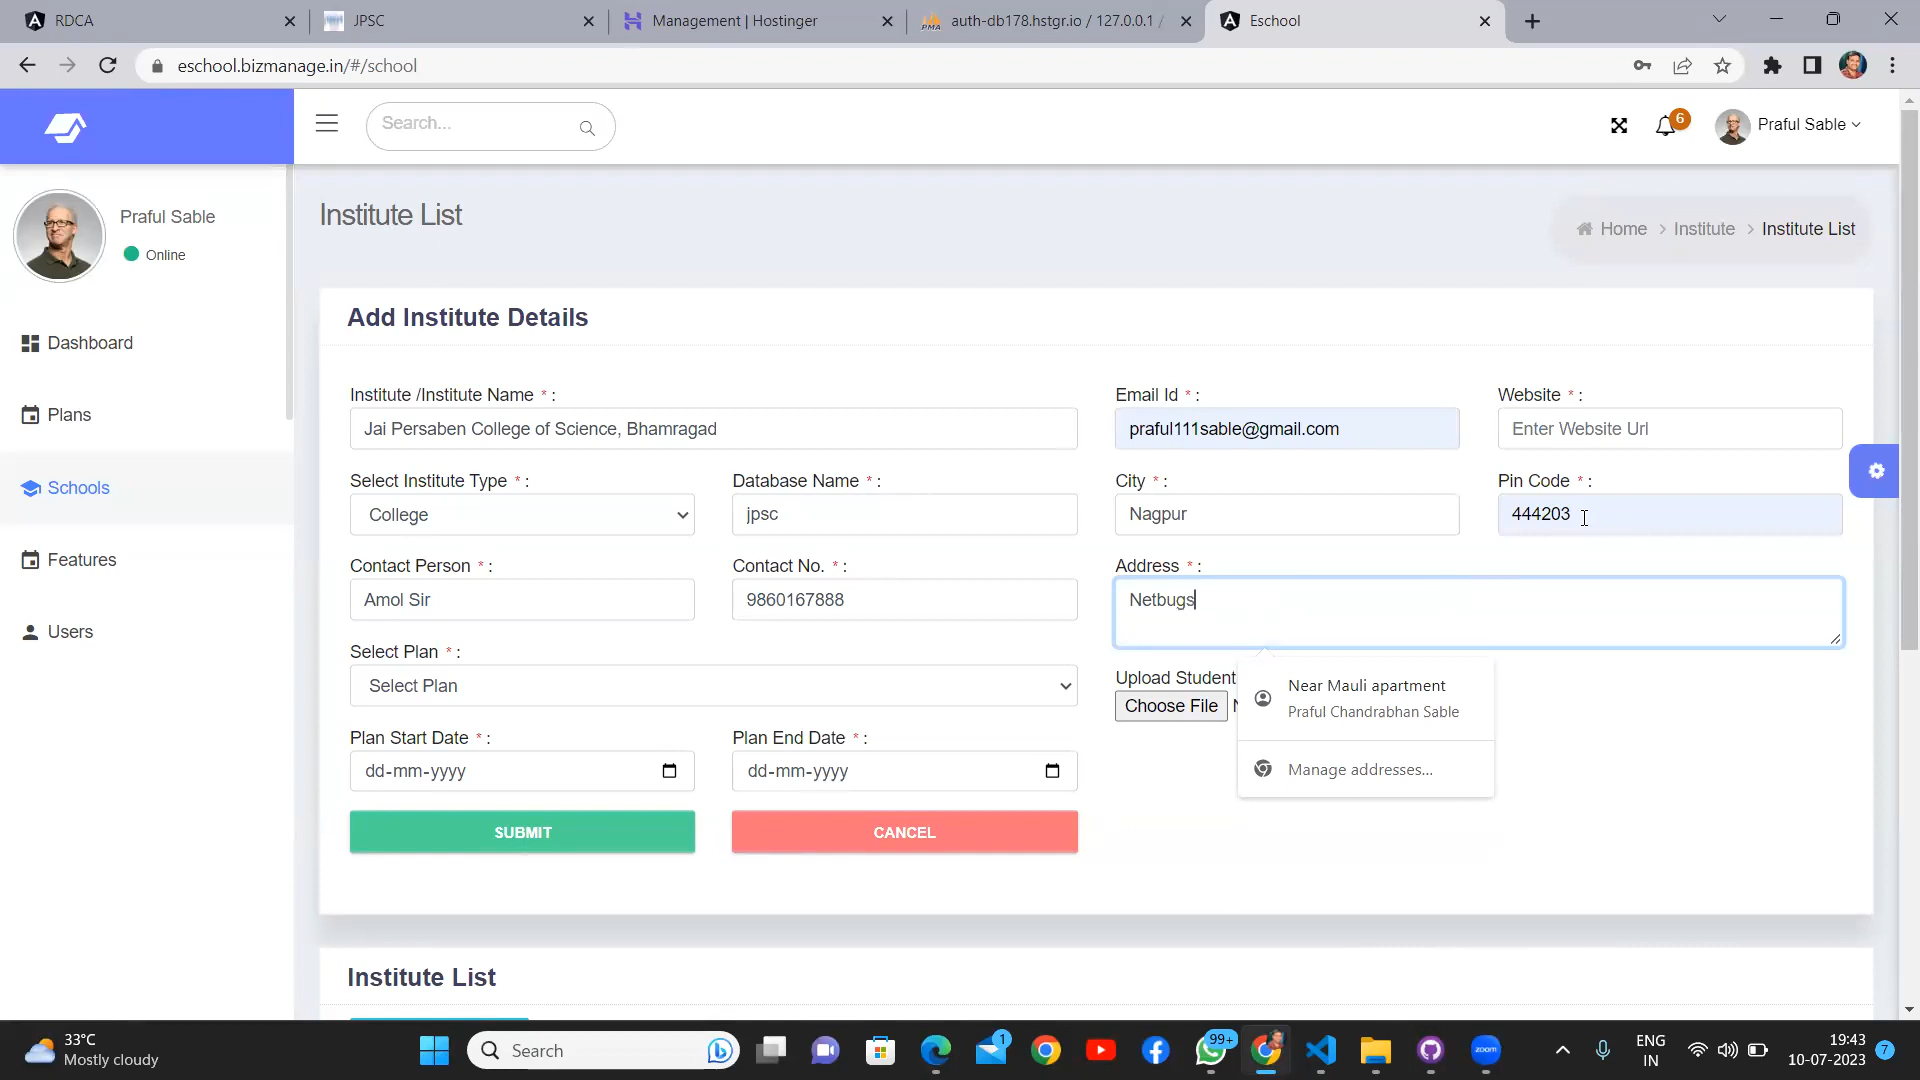 RDCA
JPSC
Management | Hostinger
auth-db178.hstgr.io / 127.0.0.1 /
Eschool
eschool.bizmanage.in/#/school
Search...
6
Praful Sable
Praful Sable
Online
Dashboard
Plans
Schools
Features
Users
Institute List
Home > Institute > Institute List
Add Institute Details
Institute /Institute Name * :
Jai Persaben College of Science, Bhamragad
Email Id * :
praful111sable@gmail.com
Website * :
Enter Website Url
Select Institute Type * :
College
Database Name * :
jpsc
City * :
Nagpur
Pin Code * :
444203
Contact Person * :
Amol Sir
Contact No. * :
9860167888
Address * :
Netbugs
Select Plan * :
Select Plan
Upload Student
Choose File
Near Mauli apartment
Praful Chandrabhan Sable
Manage addresses...
Plan Start Date * :
dd-mm-yyyy
Plan End Date * :
dd-mm-yyyy
SUBMIT
CANCEL
Institute List
33°C
Mostly cloudy
Search
1
99+
zoom
ENG
IN
19:43
10-07-2023
7